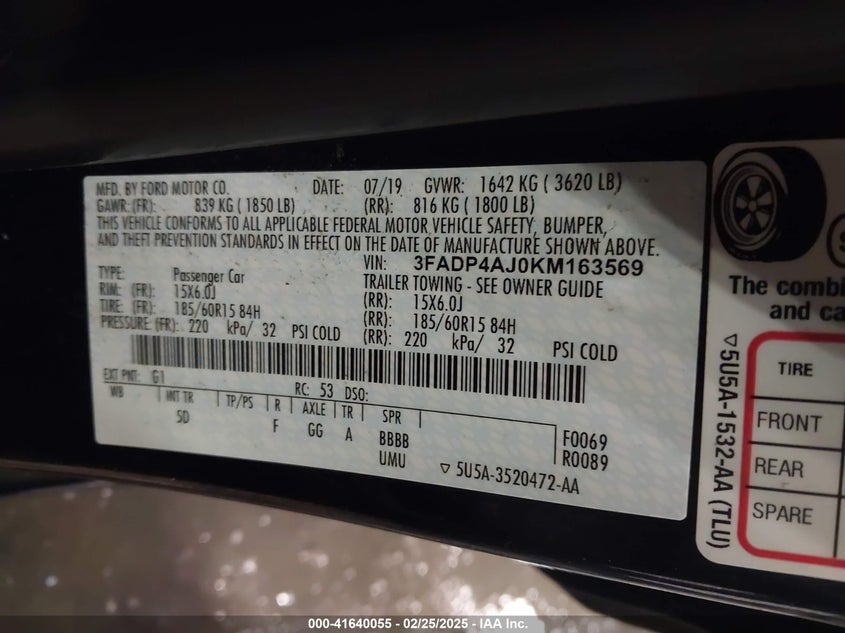 MFD. BY FORD MOTOR CO. DATE: 07/19 GVWR: 1642 KG ( 3620 LB)
GAWR: (FR): 839 KG ( 1850 LB) (RR): 816 KG ( 1800 LB)
THIS VEHICLE CONFORMS TO ALL APPLICABLE FEDERAL MOTOR VEHICLE SAFETY, BUMPER,
AND THEFT PREVENTION STANDARDS IN EFFECT ON THE DATE OF MANUFACTURE SHOWN ABOVE.
VIN: 3FADP4AJ0KM163569
TYPE: Passenger Car TRAILER TOWING - SEE OWNER GUIDE
RIM: (FR): 15X6.0J (RR): 15X6.0J
TIRE: (FR): 185/60R15 84H (RR): 185/60R15 84H
PRESSURE: (FR): 220 kPa/ 32 PSI COLD (RR): 220 kPa/ 32 PSI COLD
EXT PNT: G1 RC: 53 DSO:
WB INT TR TP/PS R AXLE TR SPR
5D F GG A BBBB F0069
UMU R0089
5U5A-3520472-AA
The combi
and ca
5U5A-1532-AA (TLU)
TIRE
FRONT
REAR
SPARE
000-41640055 — 02/25/2025 — IAAI.com